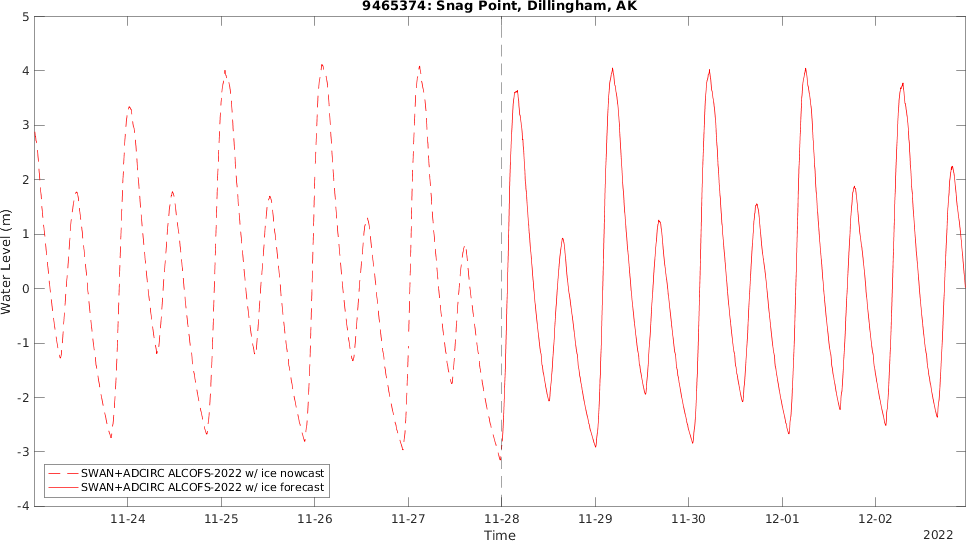 9465374: Snag Point, Dillingham, AK
5
4
3
2
1
0
-1
-2
-3
-4
Water Level (m)
SWAN+ADCIRC ALCOFS-2022 w/ ice nowcast
SWAN+ADCIRC ALCOFS-2022 w/ ice forecast
11-24 11-25 11-26 11-27 11-28 11-29 11-30 12-01 12-02
Time
2022